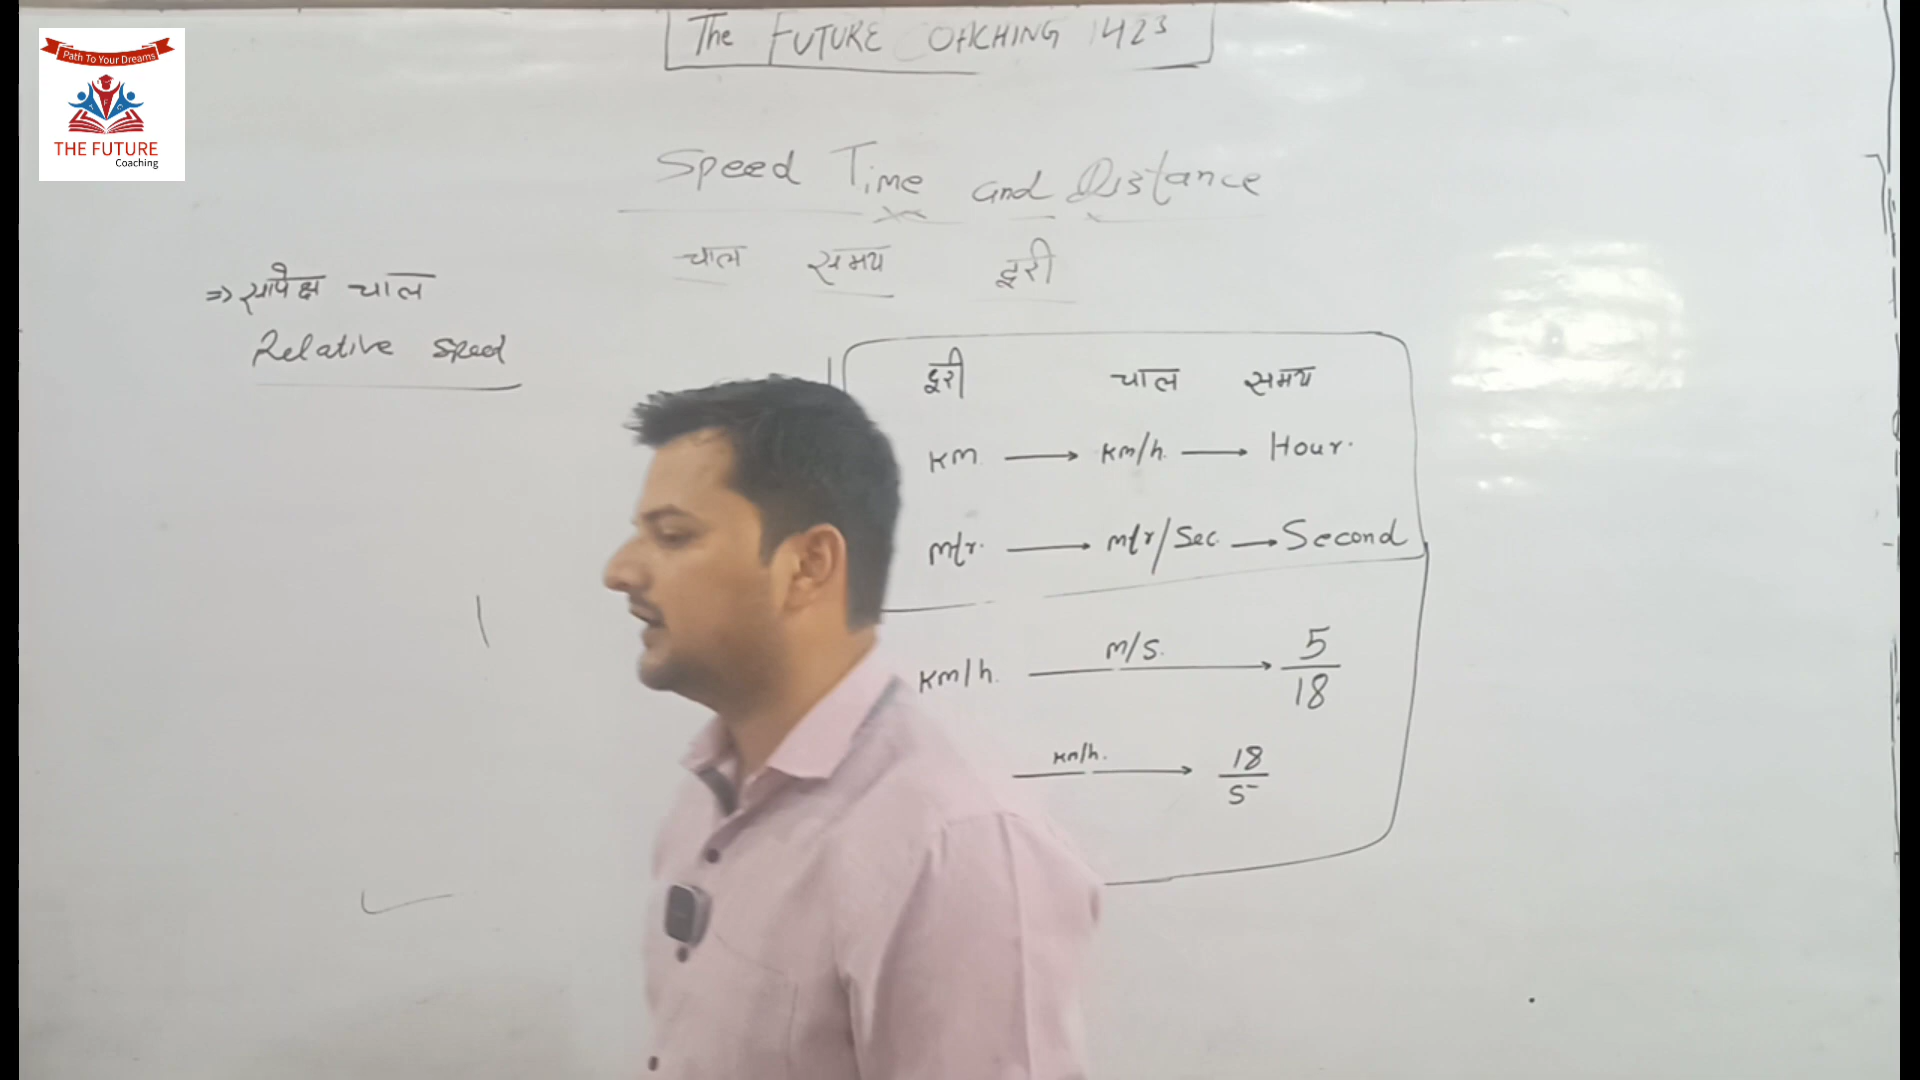 Path To Your Dreams
TFC
THE FUTURE
Coaching
The FUTURE COACHING 1423
Speed Time and Distance
चाल समय दूरी
⇒ सापेक्ष चाल
Relative speed
दूरी चाल समय
Km → Km/h. → Hour.
mtr. → mtr/Sec. → Second
Km/h. m/s. → 5/18
Km/h. → 18/5